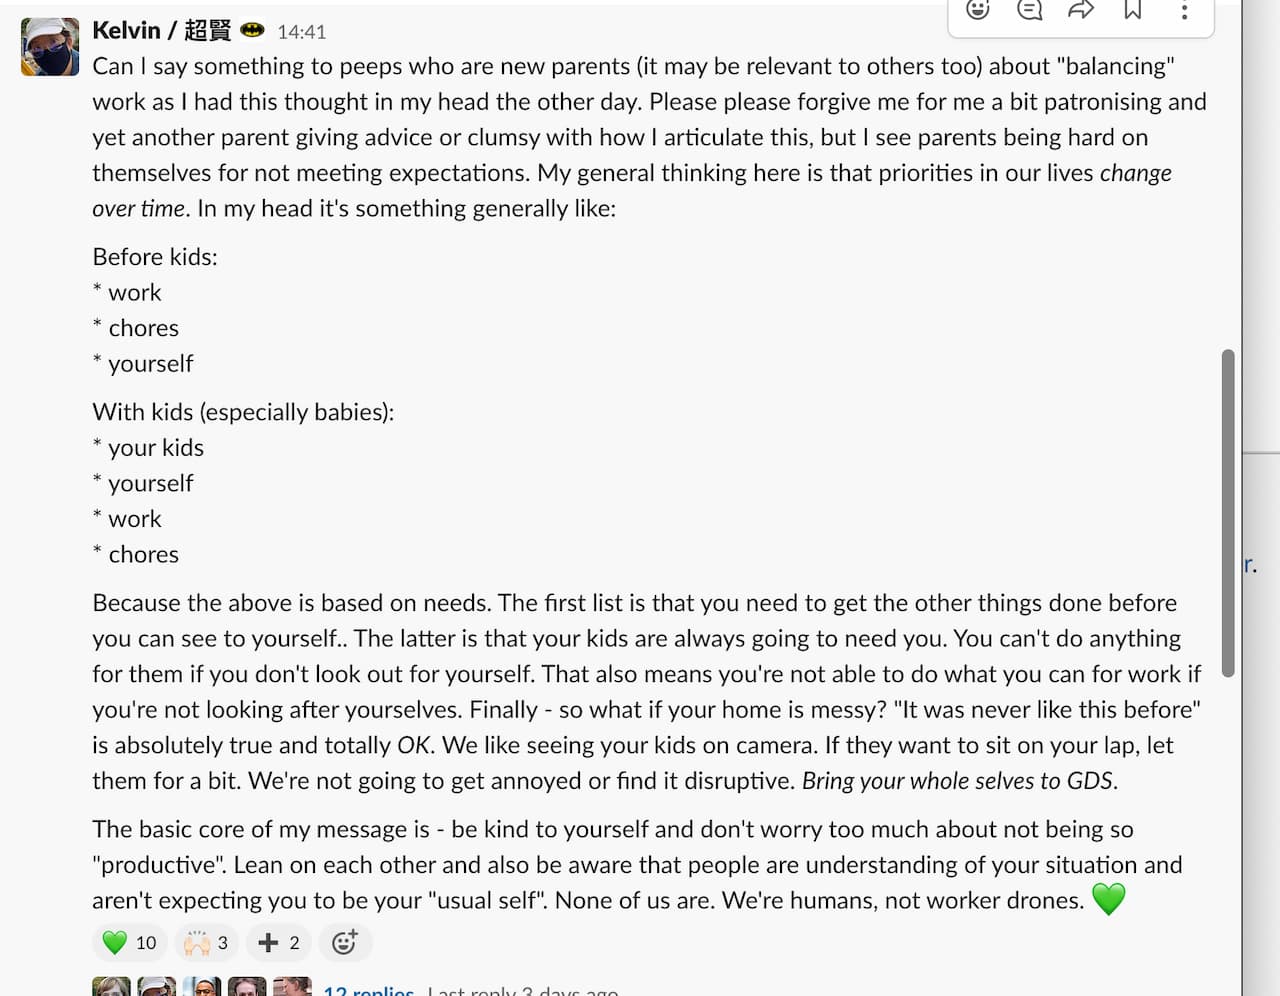 Kelvin / 超賢 14:41
Can I say something to peeps who are new parents (it may be relevant to others too) about "balancing"
work as I had this thought in my head the other day. Please please forgive me for me a bit patronising and
yet another parent giving advice or clumsy with how I articulate this, but I see parents being hard on
themselves for not meeting expectations. My general thinking here is that priorities in our lives change
over time. In my head it's something generally like:
Before kids:
* work
* chores
* yourself
With kids (especially babies):
* your kids
* yourself
* work
* chores
Because the above is based on needs. The first list is that you need to get the other things done before
you can see to yourself.. The latter is that your kids are always going to need you. You can't do anything
for them if you don't look out for yourself. That also means you're not able to do what you can for work if
you're not looking after yourselves. Finally - so what if your home is messy? "It was never like this before"
is absolutely true and totally OK. We like seeing your kids on camera. If they want to sit on your lap, let
them for a bit. We're not going to get annoyed or find it disruptive. Bring your whole selves to GDS.
The basic core of my message is - be kind to yourself and don't worry too much about not being so
"productive". Lean on each other and also be aware that people are understanding of your situation and
aren't expecting you to be your "usual self". None of us are. We're humans, not worker drones.
10 3 2
12 replies Last reply 3 days ago
r.